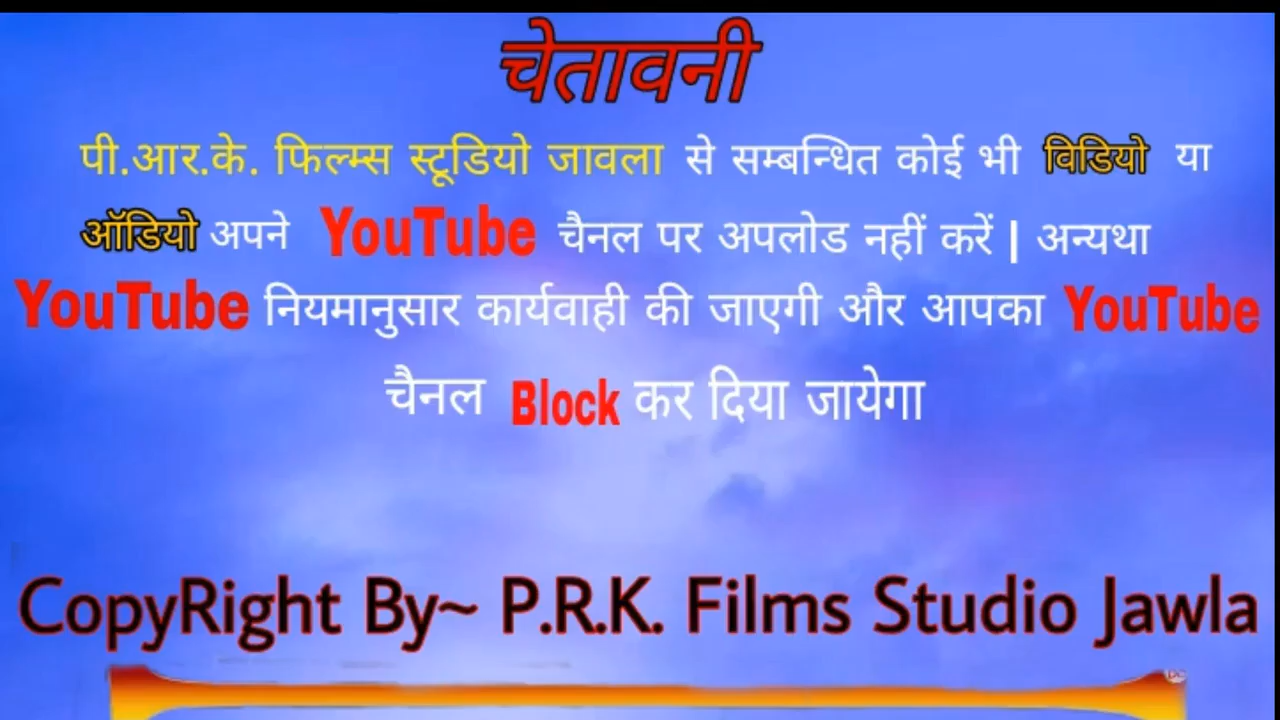 चेतावनी
पी.आर.के. फिल्म्स स्टूडियो जावला से सम्बन्धित कोई भी विडियो या
ऑडियो अपने YouTube चैनल पर अपलोड नहीं करें | अन्यथा
YouTube नियमानुसार कार्यवाही की जाएगी और आपका YouTube
चैनल Block कर दिया जायेगा
CopyRight By~ P.R.K. Films Studio Jawla